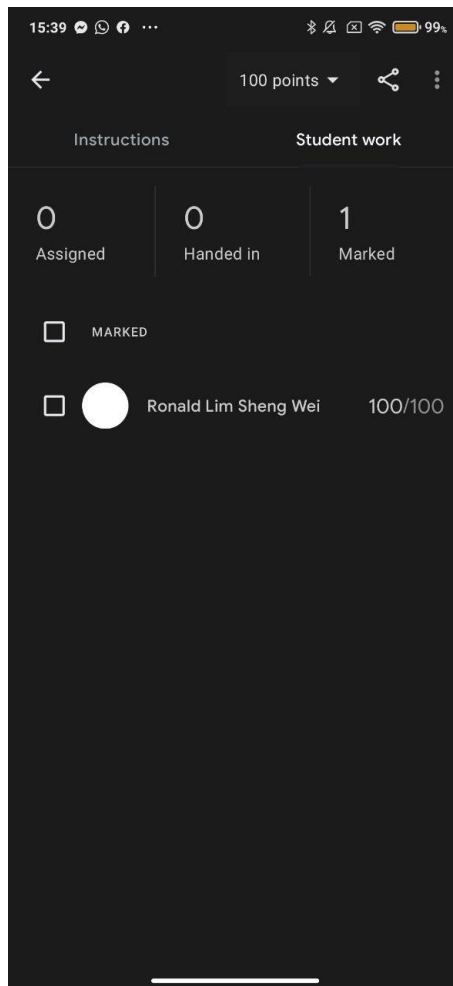 15:39 ... 99%
100 points
Instructions Student work
0 0 1
Assigned Handed in Marked
MARKED
Ronald Lim Sheng Wei 100/100